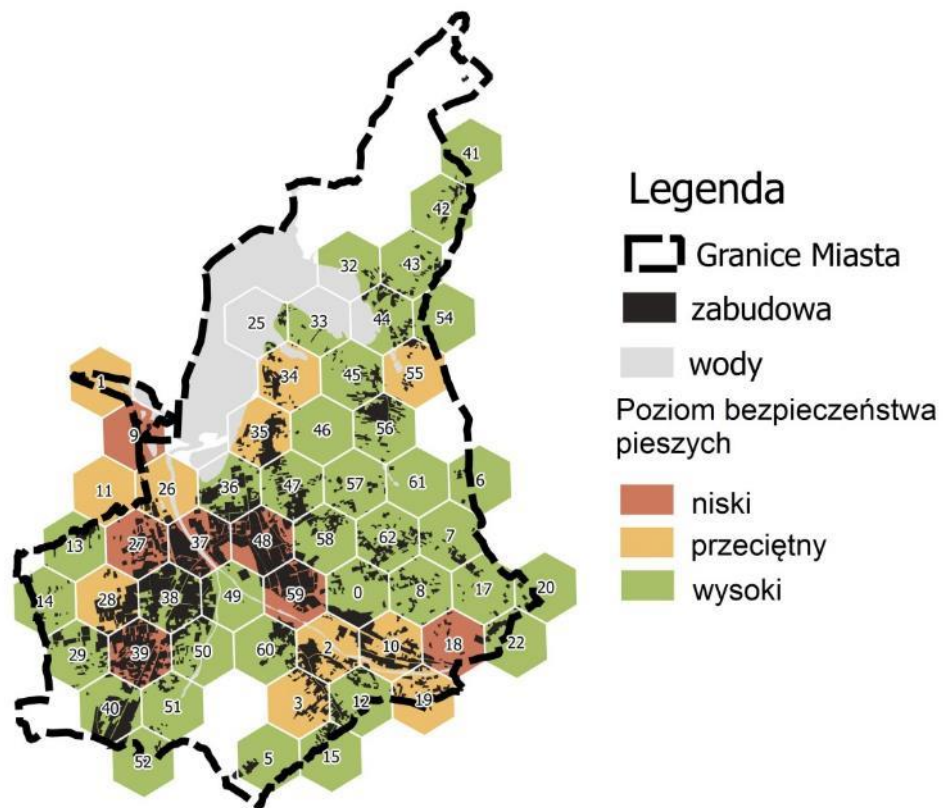 41
42
32 43
25 33 44 54
34 45 55
1
35 46 56
9
11 26 36 47 57 61 6
13 27 37 48 58 62 7
14 28 38 49 59 0 8 17 20
29 39 50 60 2 10 18 22
40 51 3 12 19
52 5 15
Legenda
Granice Miasta
zabudowa
wody
Poziom bezpieczeństwa
pieszych
niski
przeciętny
wysoki